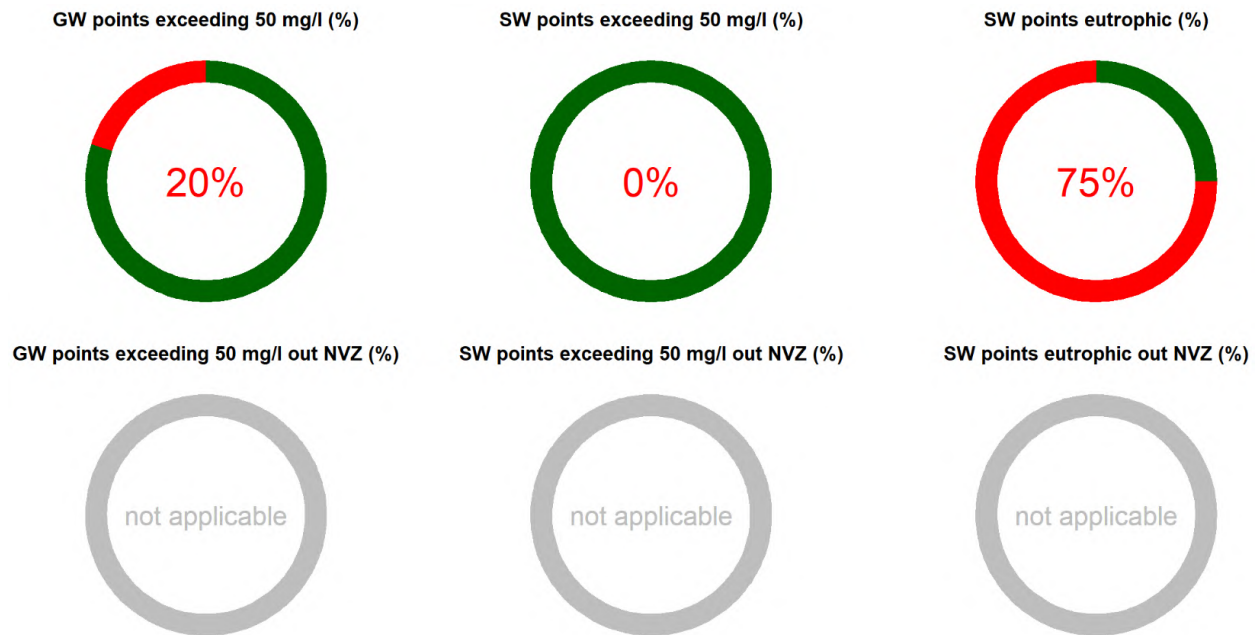 GW points exceeding 50 mg/l (%)
SW points exceeding 50 mg/l (%)
SW points eutrophic (%)
20%
0%
75%
GW points exceeding 50 mg/l out NVZ (%)
SW points exceeding 50 mg/l out NVZ (%)
SW points eutrophic out NVZ (%)
not applicable
not applicable
not applicable